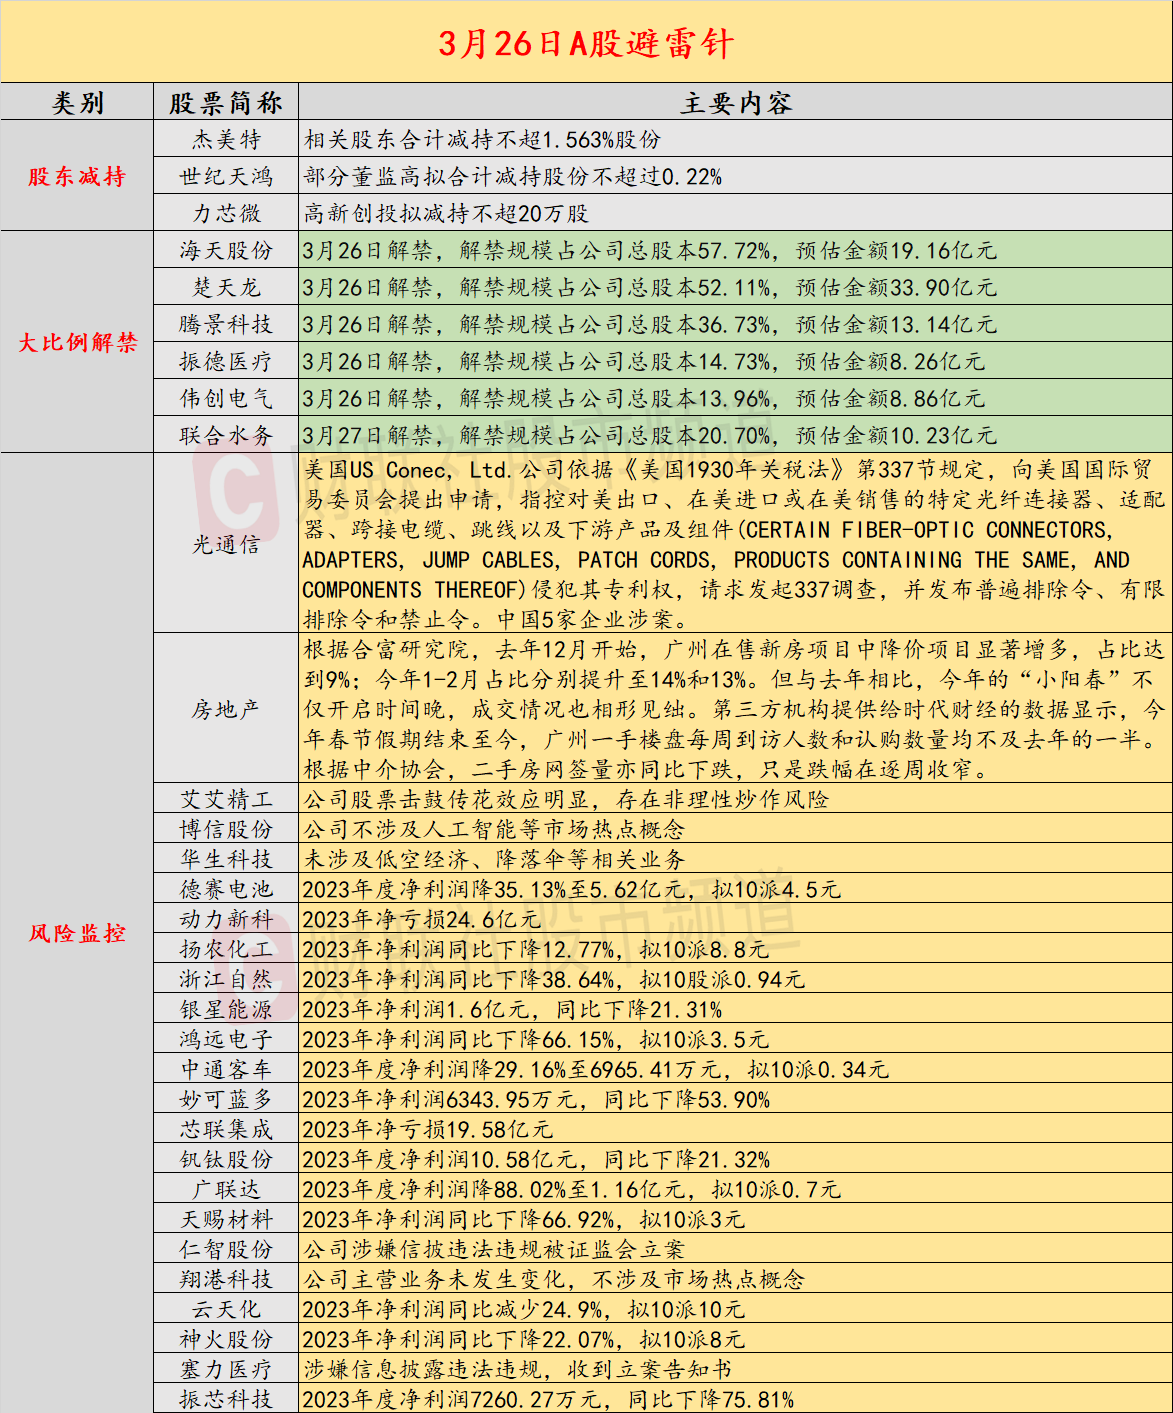 3月26日A股避雷针
类别 股票简称 主要内容
股东减持
杰美特 相关股东合计减持不超1.563%股份
世纪天鸿 部分董监高拟合计减持股份不超过0.22%
力芯微 高新创投拟减持不超20万股
大比例解禁
海天股份 3月26日解禁，解禁规模占公司总股本57.72%，预估金额19.16亿元
楚天龙 3月26日解禁，解禁规模占公司总股本52.11%，预估金额33.90亿元
腾景科技 3月26日解禁，解禁规模占公司总股本36.73%，预估金额13.14亿元
振德医疗 3月26日解禁，解禁规模占公司总股本14.73%，预估金额8.26亿元
伟创电气 3月26日解禁，解禁规模占公司总股本13.96%，预估金额8.86亿元
联合水务 3月27日解禁，解禁规模占公司总股本20.70%，预估金额10.23亿元
财联社股市频道
风险监控
光通信
美国US Conec, Ltd.公司依据《美国1930年关税法》第337节规定，向美国国际贸
易委员会提出申请，指控对美出口、在美进口或在美销售的特定光纤连接器、适配
器、跨接电缆、跳线以及下游产品及组件(CERTAIN FIBER-OPTIC CONNECTORS,
ADAPTERS, JUMP CABLES, PATCH CORDS, PRODUCTS CONTAINING THE SAME, AND
COMPONENTS THEREOF)侵犯其专利权，请求发起337调查，并发布普遍排除令、有限
排除令和禁止令。中国5家企业涉案。
房地产
根据合富研究院，去年12月开始，广州在售新房项目中降价项目显著增多，占比达
到9%；今年1-2月占比分别提升至14%和13%。但与去年相比，今年的“小阳春”不
仅开启时间晚，成交情况也相形见绌。第三方机构提供给时代财经的数据显示，今
年春节假期结束至今，广州一手楼盘每周到访人数和认购数量均不及去年的一半。
根据中介协会，二手房网签量亦同比下跌，只是跌幅在逐周收窄。
艾艾精工 公司股票击鼓传花效应明显，存在非理性炒作风险
博信股份 公司不涉及人工智能等市场热点概念
华生科技 未涉及低空经济、降落伞等相关业务
德赛电池 2023年度净利润降35.13%至5.62亿元，拟10派4.5元
动力新科 2023年净亏损24.6亿元
扬农化工 2023年净利润同比下降12.77%，拟10派8.8元
浙江自然 2023年净利润同比下降38.64%，拟10股派0.94元
银星能源 2023年净利润1.6亿元，同比下降21.31%
鸿远电子 2023年净利润同比下降66.15%，拟10派3.5元
中通客车 2023年度净利润降29.16%至6965.41万元，拟10派0.34元
妙可蓝多 2023年净利润6343.95万元，同比下降53.90%
芯联集成 2023年净亏损19.58亿元
钒钛股份 2023年度净利润10.58亿元，同比下降21.32%
广联达 2023年度净利润降88.02%至1.16亿元，拟10派0.7元
天赐材料 2023年净利润同比下降66.92%，拟10派3元
仁智股份 公司涉嫌信披违法违规被证监会立案
翔港科技 公司主营业务未发生变化，不涉及市场热点概念
云天化 2023年净利润同比减少24.9%，拟10派10元
神火股份 2023年净利润同比下降22.07%，拟10派8元
塞力医疗 涉嫌信息披露违法违规，收到立案告知书
振芯科技 2023年度净利润7260.27万元，同比下降75.81%
财联社股市频道